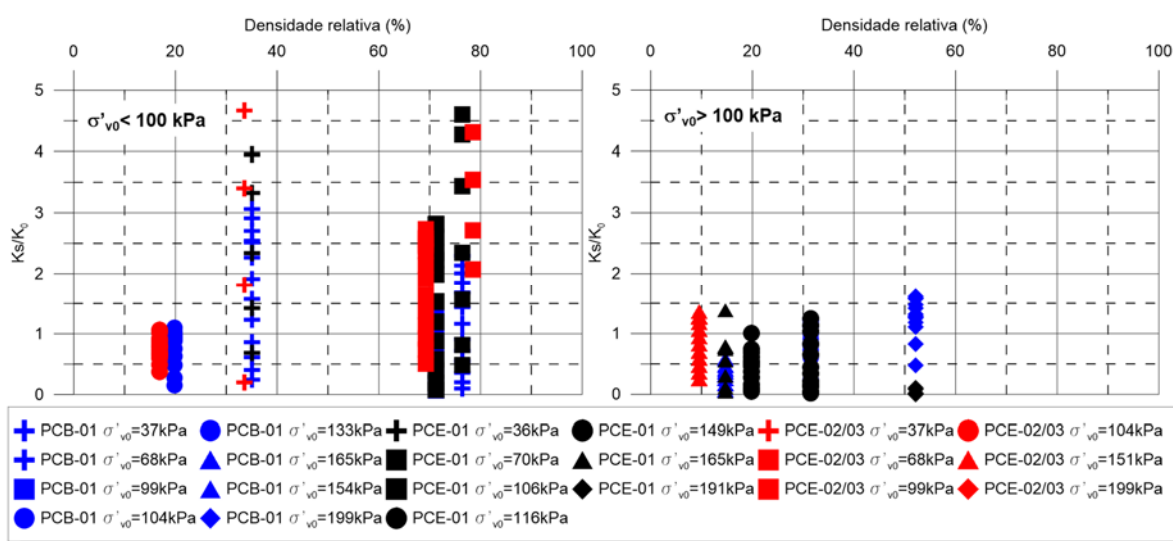 Densidade relativa (%)
0 20 40 60 80 100
Ks/K₀
5
4
3
2
1
0
σ'v0< 100 kPa
Densidade relativa (%)
0 20 40 60 80 100
Ks/K₀
5
4
3
2
1
0
σ'v0> 100 kPa
PCB-01 σ'v0=37kPa PCB-01 σ'v0=133kPa PCE-01 σ'v0=36kPa PCE-01 σ'v0=149kPa PCE-02/03 σ'v0=37kPa PCE-02/03 σ'v0=104kPa
PCB-01 σ'v0=68kPa PCB-01 σ'v0=165kPa PCE-01 σ'v0=70kPa PCE-01 σ'v0=165kPa PCE-02/03 σ'v0=68kPa PCE-02/03 σ'v0=151kPa
PCB-01 σ'v0=99kPa PCB-01 σ'v0=154kPa PCE-01 σ'v0=106kPa PCE-01 σ'v0=191kPa PCE-02/03 σ'v0=99kPa PCE-02/03 σ'v0=199kPa
PCB-01 σ'v0=104kPa PCB-01 σ'v0=199kPa PCE-01 σ'v0=116kPa